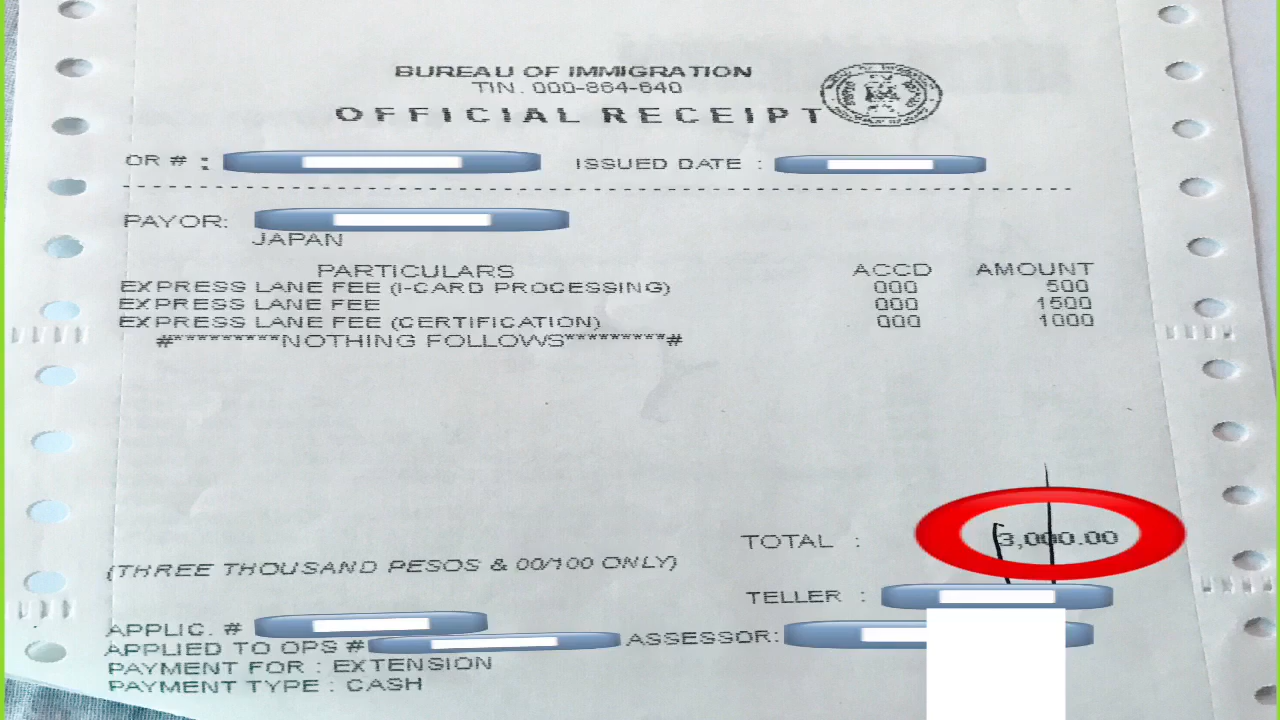 BUREAU OF IMMIGRATION
TIN. 000-864-640
OFFICIAL RECEIPT
OR # :
ISSUED DATE :
PAYOR:
JAPAN
PARTICULARS ACCD AMOUNT
EXPRESS LANE FEE (I-CARD PROCESSING) 000 500
EXPRESS LANE FEE 000 1500
EXPRESS LANE FEE (CERTIFICATION) 000 1000
#*********NOTHING FOLLOWS*********#
TOTAL : 3,000.00
(THREE THOUSAND PESOS & 00/100 ONLY)
TELLER :
APPLIC. #
APPLIED TO OPS # ASSESSOR:
PAYMENT FOR : EXTENSION
PAYMENT TYPE : CASH